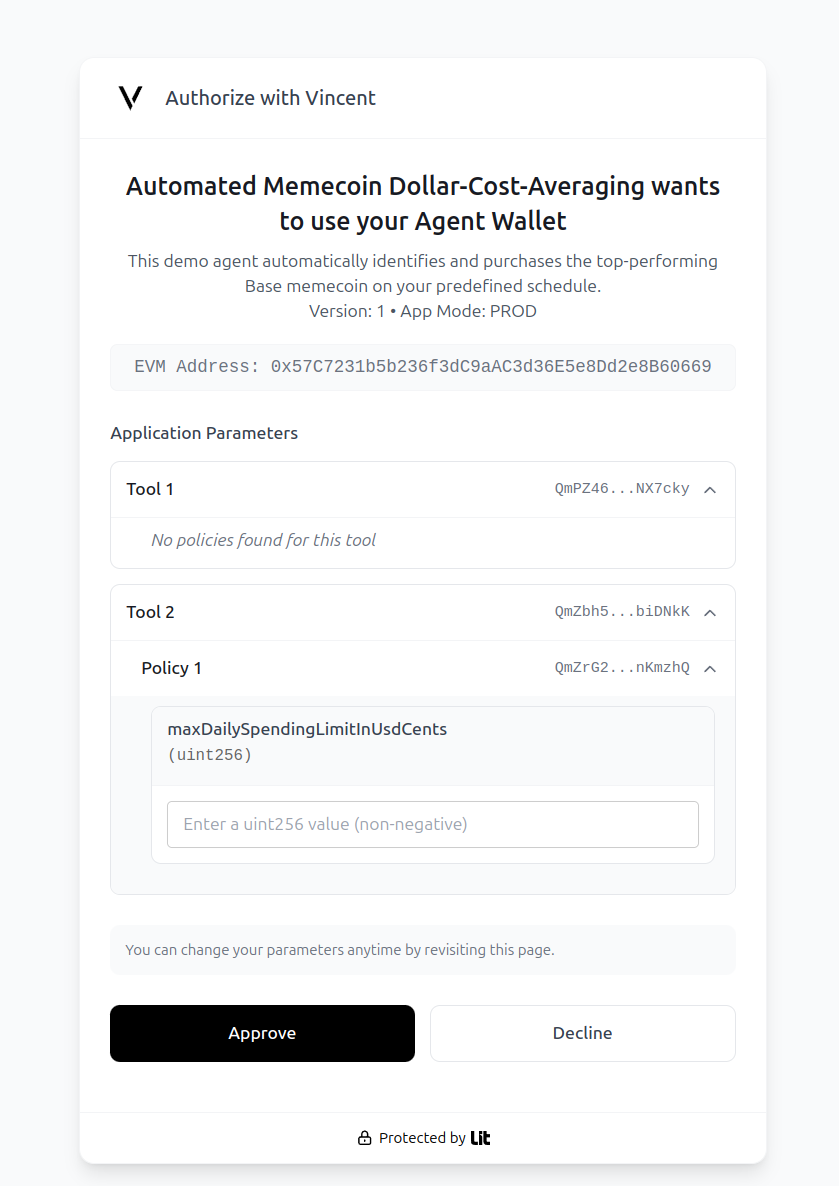 Authorize with Vincent
Automated Memecoin Dollar-Cost-Averaging wants
to use your Agent Wallet
This demo agent automatically identifies and purchases the top-performing
Base memecoin on your predefined schedule.
Version: 1 • App Mode: PROD
EVM Address: 0x57C7231b5b236f3dC9aAC3d36E5e8Dd2e8B60669
Application Parameters
Tool 1 QmPZ46...NX7cky
No policies found for this tool
Tool 2 QmZbh5...biDNkK
Policy 1 QmZrG2...nKmzhQ
maxDailySpendingLimitInUsdCents
(uint256)
Enter a uint256 value (non-negative)
You can change your parameters anytime by revisiting this page.
Approve Decline
Protected by Lit